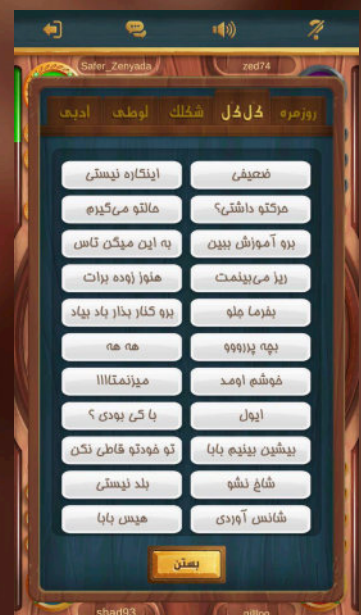 Safer_Zenyada zed74
روزمره کل‌کل شکلک لوطی ادبی
ضعیفی اینکاره نیستی
حرکتو داشتی؟ حالتو می‌گیرم
برو آموزش ببین به این میگن تاس
ریز می‌بینمت هنوز زوده برات
بفرما جلو برو کنار بذار باد بیاد
بچه پررووو هه هه
خوشم اومد میزنمتاااا
ایول با کی بودی ؟
بیشین بینیم بابا تو خودتو قاطی نکن
شاخ نشو بلد نیستی
شانس آوردی هیس بابا
بستن
shad93